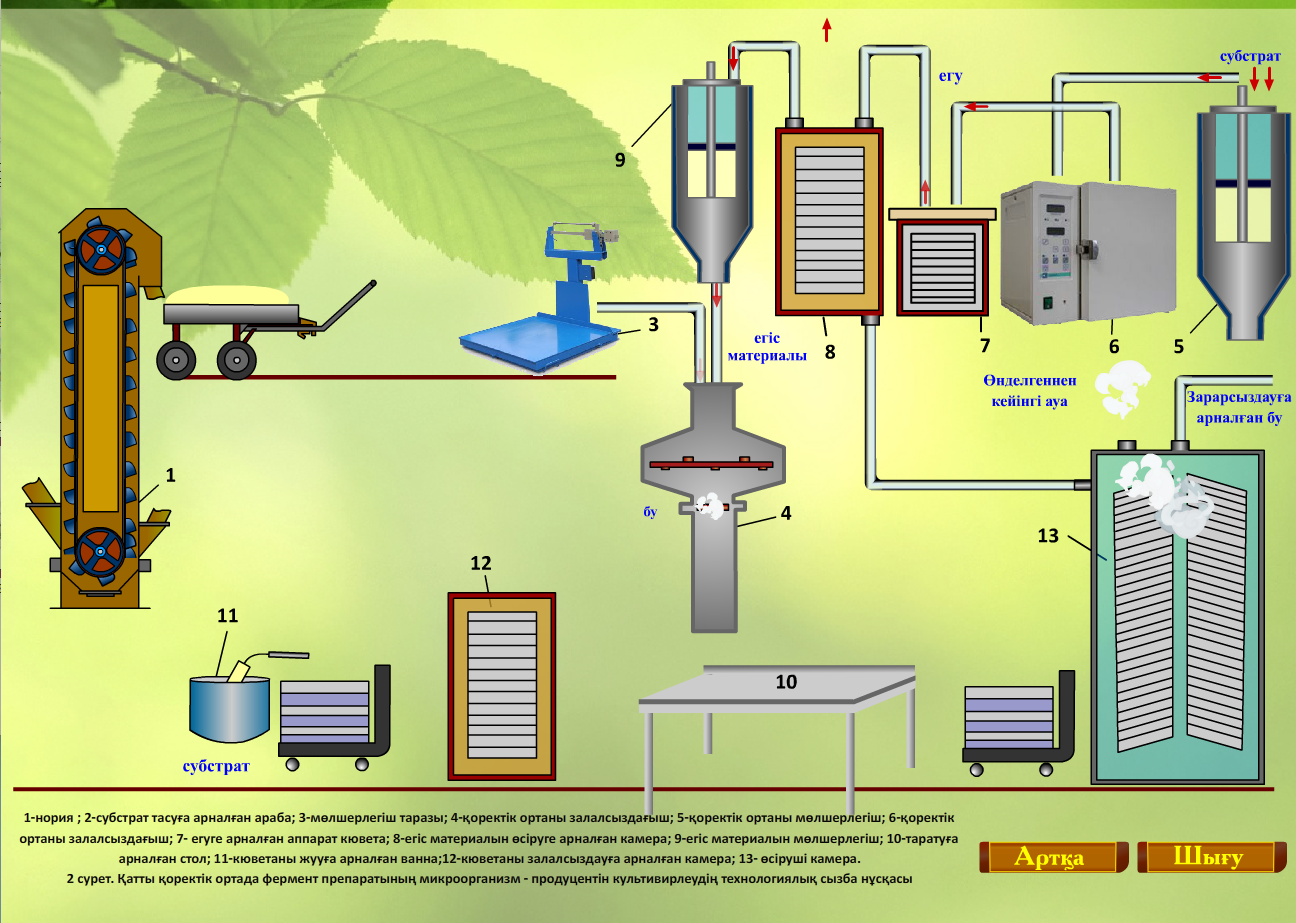 субстрат
егу
9
3
егіс
материалы
8
7
6
5
Өнделгеннен
кейінгі ауа
Зарарсыздауға
арналған бу
1
бу
4
13
12
11
10
субстрат
1-нория ; 2-субстрат тасуға арналған араба; 3-мөлшерлегіш таразы; 4-қоректік ортаны залалсыздағыш; 5-қоректік ортаны мөлшерлегіш; 6-қоректік
ортаны залалсыздағыш; 7- егуге арналған аппарат кювета; 8-егіс материалын өсіруге арналған камера; 9-егіс материалын мөлшерлегіш; 10-таратуға
арналған стол; 11-кюветаны жууға арналған ванна;12-кюветаны залалсыздауға арналған камера; 13- өсіруші камера.
2 сурет. Қатты қоректік ортада фермент препаратының микроорганизм - продуцентін культивирлеудің технологиялық сызба нұсқасы
Артқа
Шығу